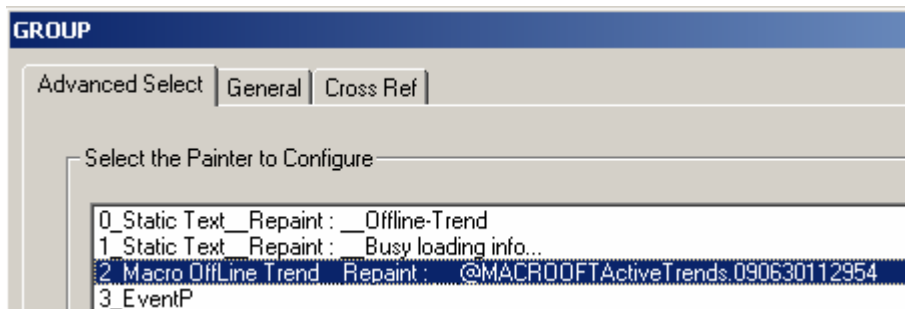 GROUP
Advanced Select General Cross Ref
Select the Painter to Configure
0_Static Text__Repaint : __Offline-Trend
1_Static Text__Repaint : __Busy loading info...
2_Macro OffLine Trend__Repaint : __@MACROOFTActiveTrends.090630112954
3_EventP